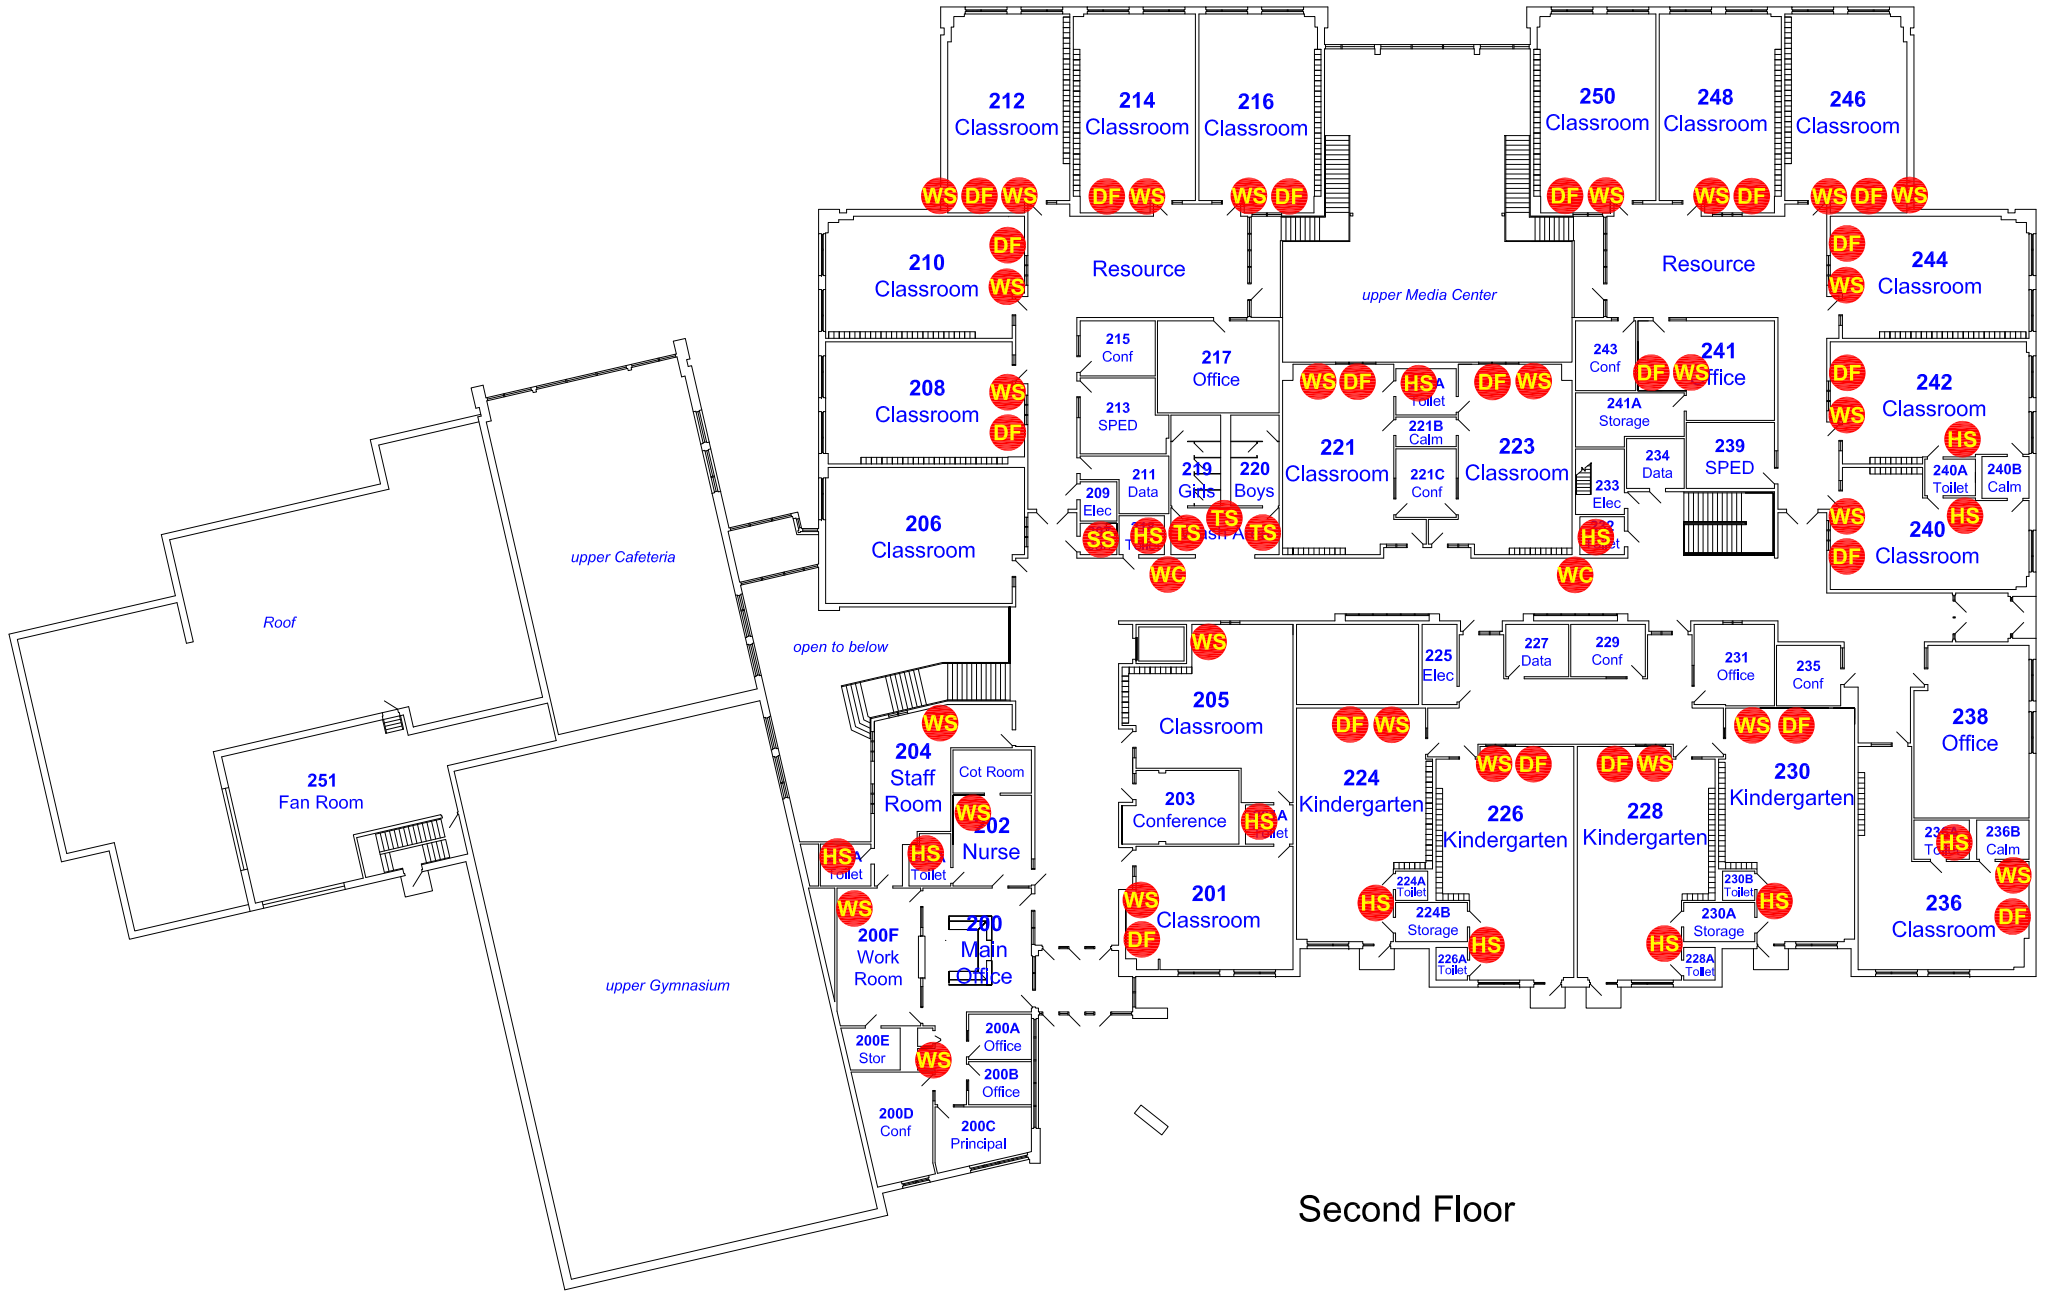 212
Classroom
214
Classroom
216
Classroom
250
Classroom
248
Classroom
246
Classroom
WS DF WS
DF WS
WS DF
DF WS
WS DF
WS DF WS
210
Classroom
DF
WS
Resource
upper Media Center
Resource
DF
WS
244
Classroom
208
Classroom
WS
DF
215
Conf
217
Office
213
SPED
WS DF
HS
Toilet
DF WS
243
Conf
241
DF WS
241A
Storage
DF
WS
242
Classroom
HS
221
Classroom
221B
Calm
221C
Conf
223
Classroom
234
Data
239
SPED
240A
Toilet
240B
Calm
206
Classroom
209
Elec
211
Data
219
Girls
220
Boys
233
Elec
SS
HS
TS
TS
TS
HS
WS
DF
HS
240
Classroom
WC
WC
upper Cafeteria
Roof
open to below
WS
205
Classroom
225
Elec
227
Data
229
Conf
231
Office
235
Conf
238
Office
WS
204
Staff
Room
Cot Room
WS
202
Nurse
HS
Toilet
HS
Toilet
251
Fan Room
203
Conference
HS
Toilet
DF WS
224
Kindergarten
WS DF
226
Kindergarten
DF WS
228
Kindergarten
WS DF
230
Kindergarten
HS
236B
Calm
WS
DF
236
Classroom
WS
DF
201
Classroom
224A
Toilet
HS
224B
Storage
HS
226A
Toilet
230B
Toilet
HS
230A
Storage
HS
228A
Toilet
WS
200F
Work
Room
200
Main
Office
upper Gymnasium
200E
Stor
WS
200A
Office
200B
Office
200D
Conf
200C
Principal
Second Floor